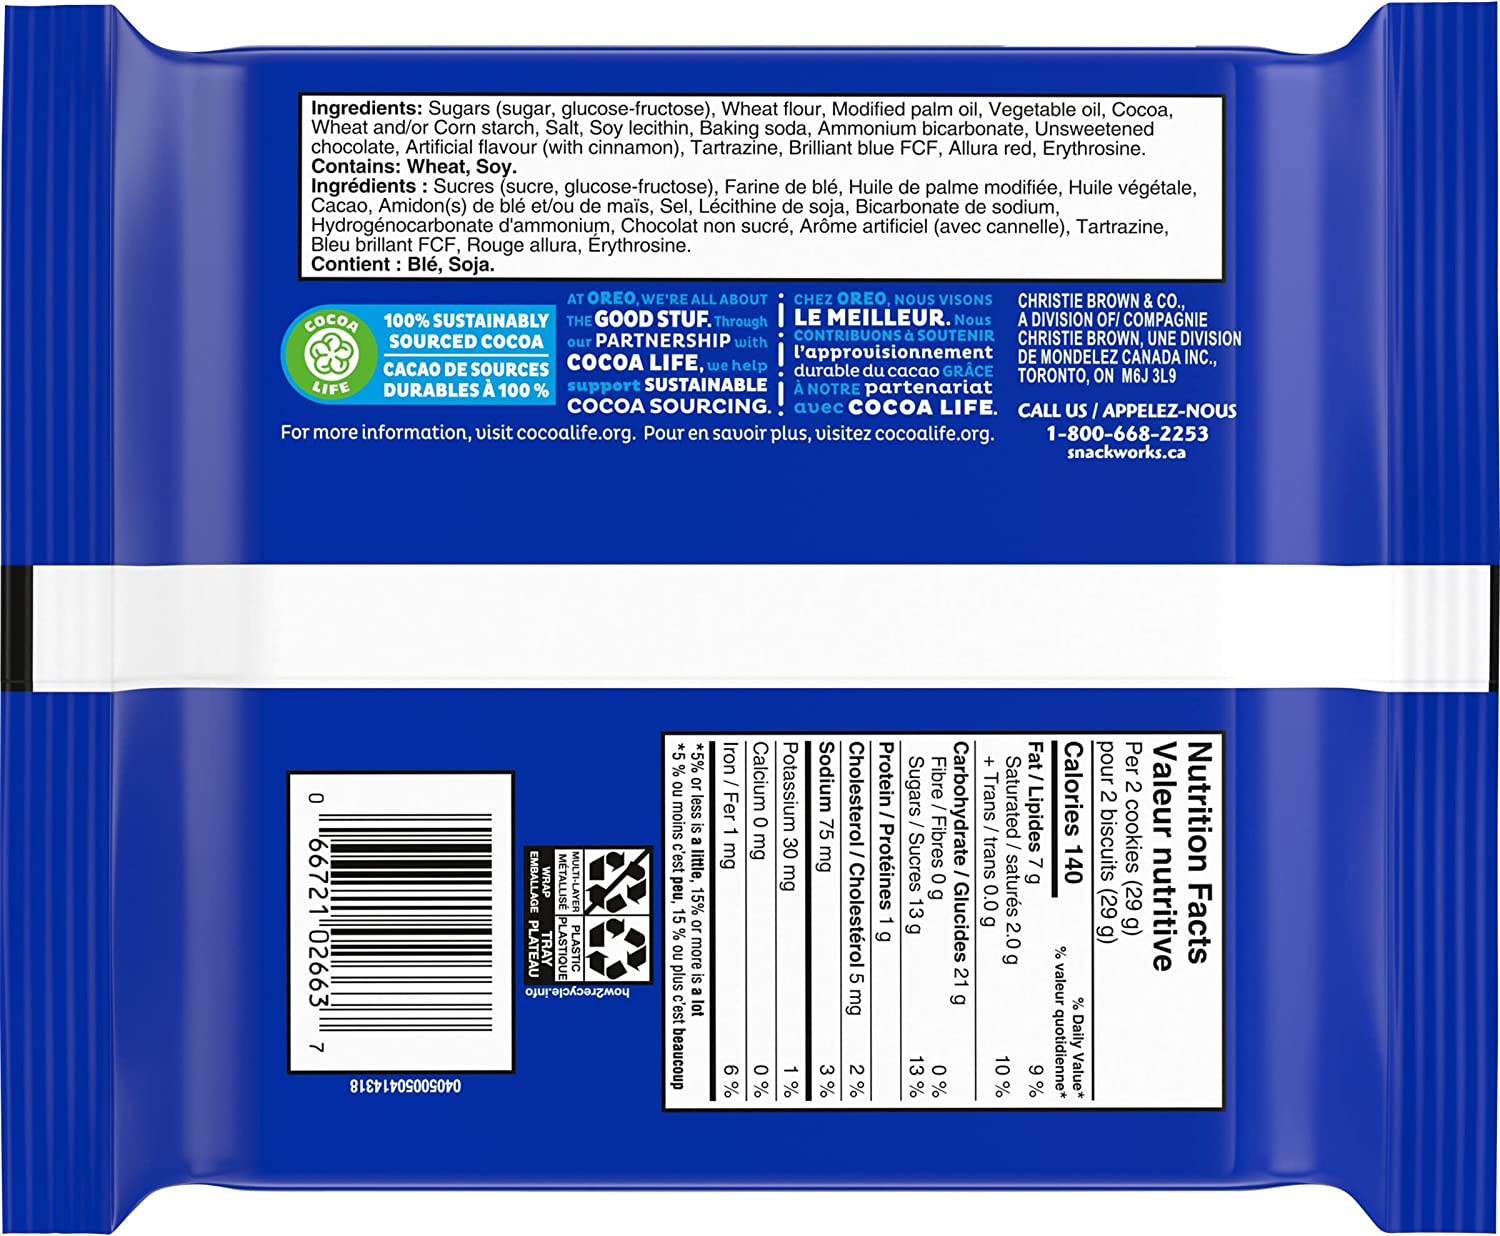 Ingredients: Sugars (sugar, glucose-fructose), Wheat flour, Modified palm oil, Vegetable oil, Cocoa,
Wheat and/or Corn starch, Salt, Soy lecithin, Baking soda, Ammonium bicarbonate, Unsweetened
chocolate, Artificial flavour (with cinnamon), Tartrazine, Brilliant blue FCF, Allura red, Erythrosine.
Contains: Wheat, Soy.
Ingrédients : Sucres (sucre, glucose-fructose), Farine de blé, Huile de palme modifiée, Huile végétale,
Cacao, Amidon(s) de blé et/ou de maïs, Sel, Lécithine de soja, Bicarbonate de sodium,
Hydrogénocarbonate d'ammonium, Chocolat non sucré, Arôme artificiel (avec cannelle), Tartrazine,
Bleu brillant FCF, Rouge allura, Érythrosine.
Contient : Blé, Soja.
COCOA
LIFE
100% SUSTAINABLY
SOURCED COCOA
CACAO DE SOURCES
DURABLES À 100 %
AT OREO, WE'RE ALL ABOUT
THE GOOD STUF. Through
our PARTNERSHIP with
COCOA LIFE, we help
support SUSTAINABLE
COCOA SOURCING.
CHEZ OREO, NOUS VISONS
LE MEILLEUR. Nous
CONTRIBUONS à SOUTENIR
l'approvisionnement
durable du cacao GRÂCE
À NOTRE partenariat
avec COCOA LIFE.
For more information, visit cocoalife.org. Pour en savoir plus, visitez cocoalife.org.
CHRISTIE BROWN & CO.,
A DIVISION OF/ COMPAGNIE
CHRISTIE BROWN, UNE DIVISION
DE MONDELEZ CANADA INC.,
TORONTO, ON M6J 3L9
CALL US / APPELEZ-NOUS
1-800-668-2253
snackworks.ca
Nutrition Facts
Valeur nutritive
Per 2 cookies (29 g)
pour 2 biscuits (29 g)
% Daily Value*
Calories 140 % valeur quotidienne*
Fat / Lipides 7 g 9 %
Saturated / saturés 2.0 g 10 %
+ Trans / trans 0.0 g
Carbohydrate / Glucides 21 g
Fibre / Fibres 0 g 0 %
Sugars / Sucres 13 g 13 %
Protein / Protéines 1 g
Cholesterol / Cholestérol 5 mg 2 %
Sodium 75 mg 3 %
Potassium 30 mg 1 %
Calcium 0 mg 0 %
Iron / Fer 1 mg 6 %
*5% or less is a little, 15% or more is a lot
*5 % ou moins c'est peu, 15 % ou plus c'est beaucoup
MULTI-LAYER
MÉTALLISÉ
WRAP
EMBALLAGE
PLASTIC
PLASTIQUE
TRAY
PLATEAU
how2recycle.info
0 66721 02663 7
04050050414318